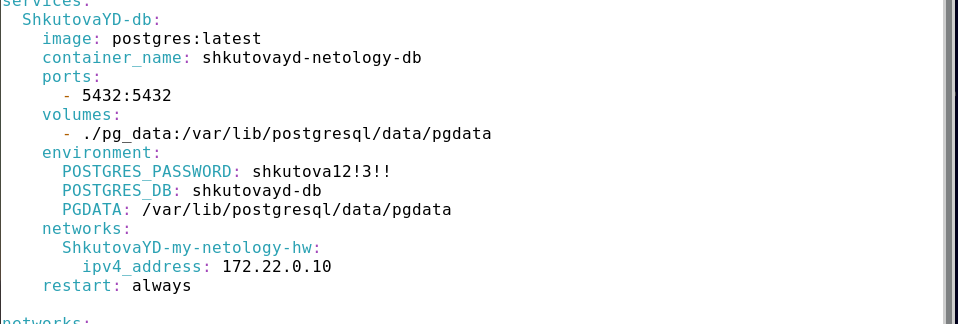 services:
  ShkutovaYD-db:
    image: postgres:latest
    container_name: shkutovayd-netology-db
    ports:
      - 5432:5432
    volumes:
      - ./pg_data:/var/lib/postgresql/data/pgdata
    environment:
      POSTGRES_PASSWORD: shkutova12!3!!
      POSTGRES_DB: shkutovayd-db
      PGDATA: /var/lib/postgresql/data/pgdata
    networks:
      ShkutovaYD-my-netology-hw:
        ipv4_address: 172.22.0.10
    restart: always
networks: